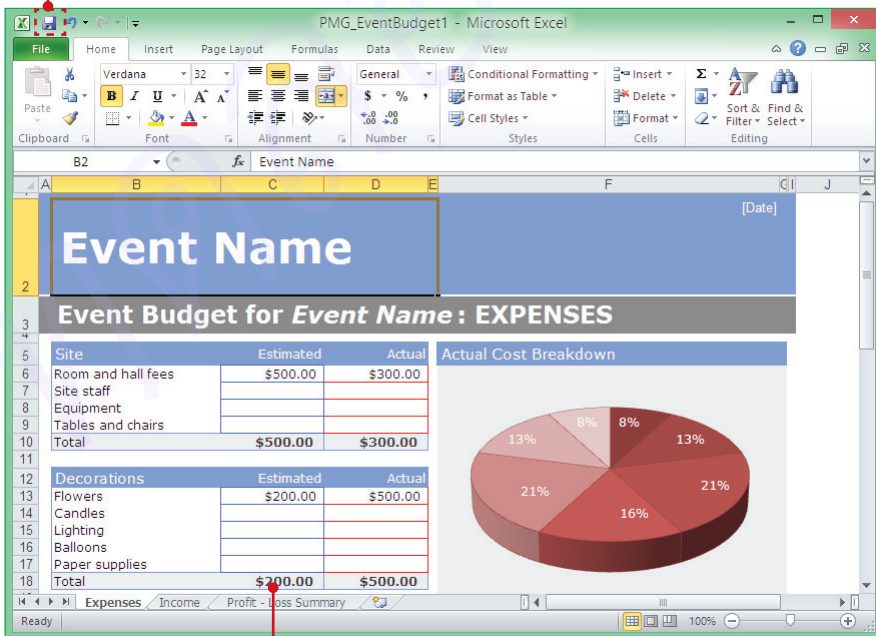 PMG_EventBudget1 - Microsoft Excel
File Home Insert Page Layout Formulas Data Review View
Paste
Verdana 32
B I U A A
General
$ % ,
Conditional Formatting
Format as Table
Cell Styles
Insert
Delete
Format
Σ
Sort & Filter
Find & Select
Clipboard Font Alignment Number Styles Cells Editing
B2 fx Event Name
A B C D E F G I J
[Date]
2 Event Name
3 Event Budget for Event Name : EXPENSES
4
5 Site Estimated Actual Actual Cost Breakdown
6 Room and hall fees $500.00 $300.00
7 Site staff
8 Equipment
9 Tables and chairs
10 Total $500.00 $300.00
11
12 Decorations Estimated Actual
13 Flowers $200.00 $500.00
14 Candles
15 Lighting
16 Balloons
17 Paper supplies
18 Total $200.00 $500.00
8% 8%
13% 13%
21% 21%
16%
Expenses Income Profit - Loss Summary
Ready 100%